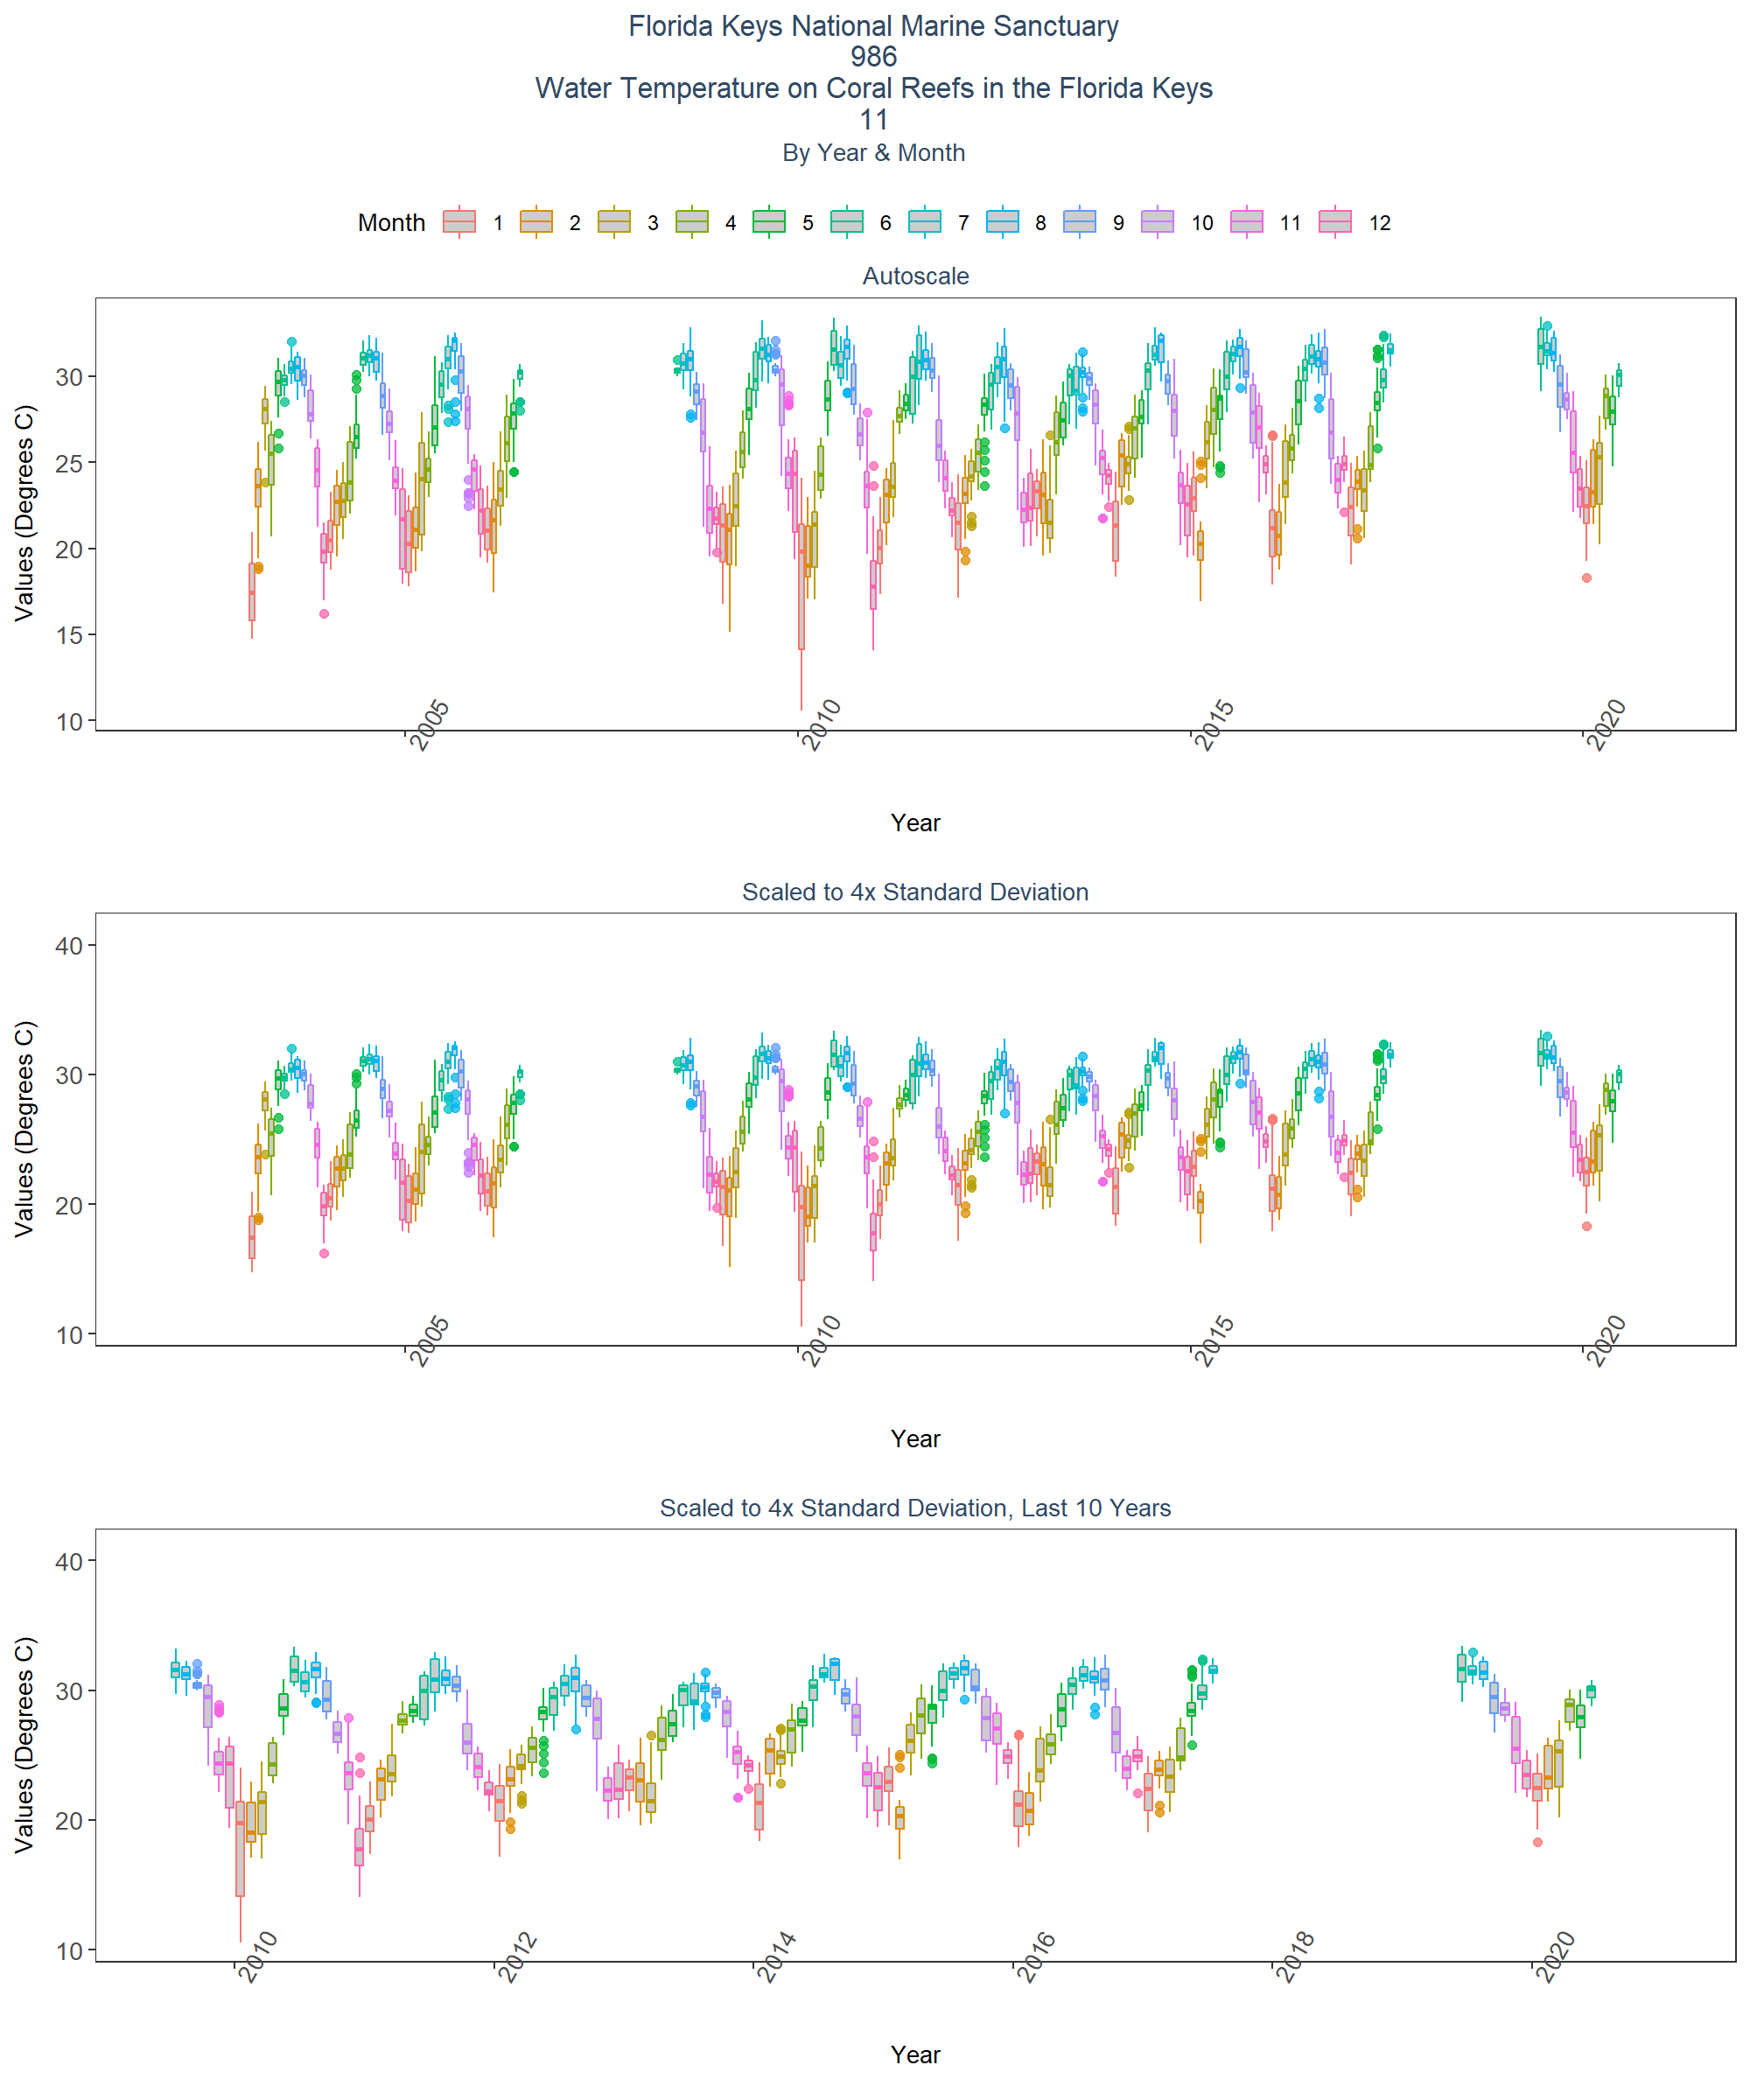 Florida Keys National Marine Sanctuary
986
Water Temperature on Coral Reefs in the Florida Keys
11
By Year & Month
Month 1 2 3 4 5 6 7 8 9 10 11 12
Autoscale
Values (Degrees C)
30
25
20
15
10
2005 2010 2015 2020
Year
Scaled to 4x Standard Deviation
Values (Degrees C)
40
30
20
10
2005 2010 2015 2020
Year
Scaled to 4x Standard Deviation, Last 10 Years
Values (Degrees C)
40
30
20
10
2010 2012 2014 2016 2018 2020
Year